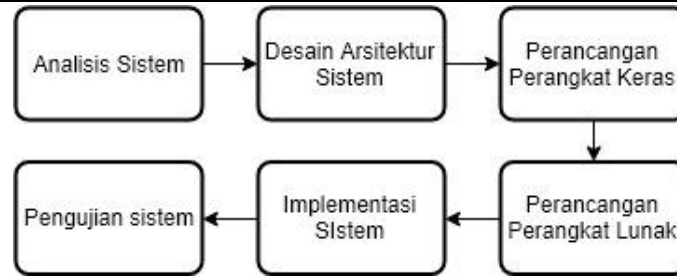 Analisis Sistem
Desain Arsitektur
Sistem
Perancangan
Perangkat Keras
Perancangan
Perangkat Lunak
Implementasi
SIstem
Pengujian sistem